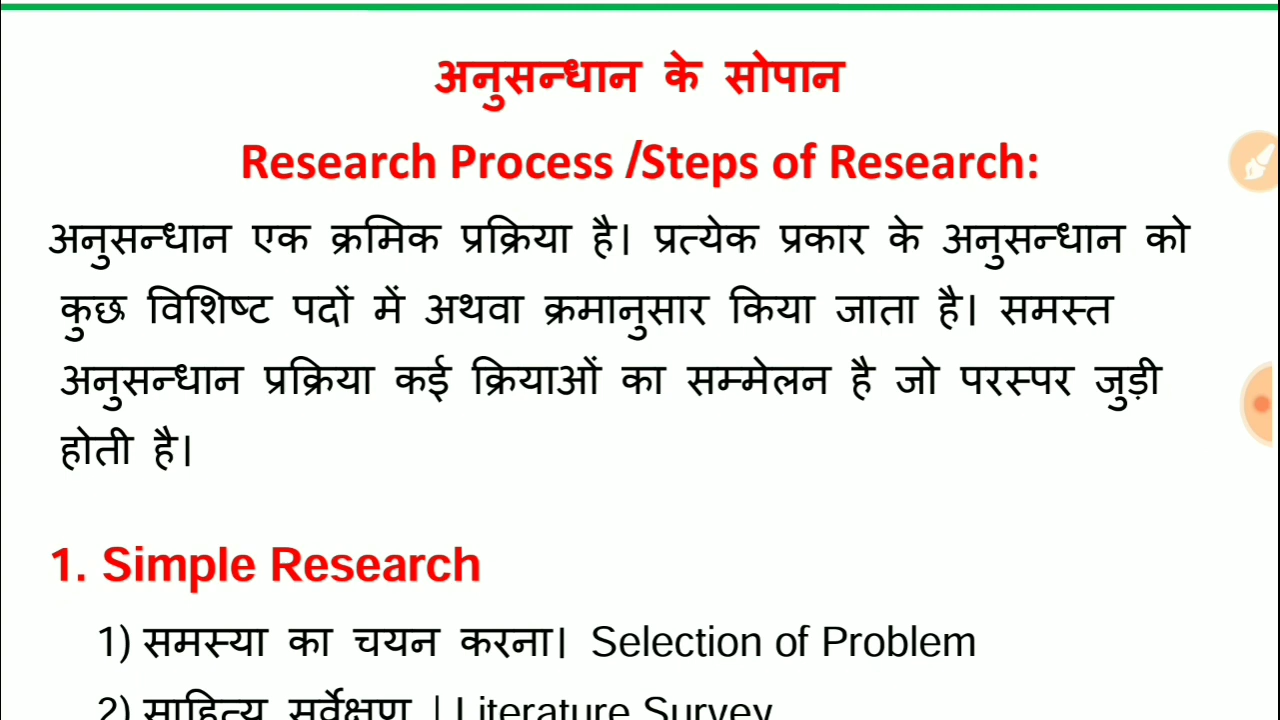 अनुसन्धान के सोपान
Research Process /Steps of Research:
अनुसन्धान एक क्रमिक प्रक्रिया है। प्रत्येक प्रकार के अनुसन्धान को
कुछ विशिष्ट पदों में अथवा क्रमानुसार किया जाता है। समस्त
अनुसन्धान प्रक्रिया कई क्रियाओं का सम्मेलन है जो परस्पर जुड़ी
होती है।
1. Simple Research
1) समस्या का चयन करना। Selection of Problem
2) साहित्य सर्वेक्षण | Literature Survey